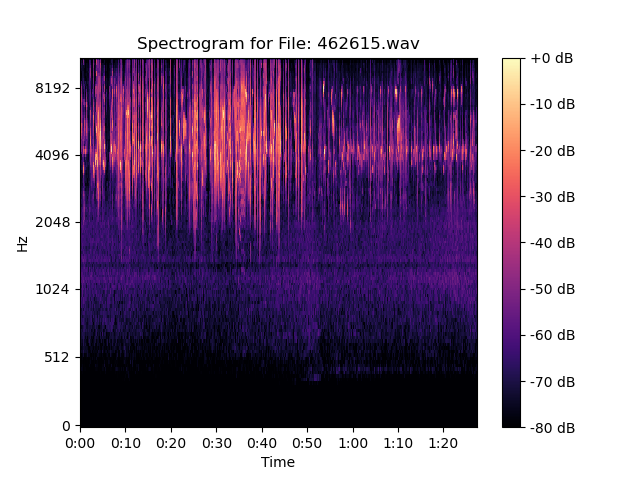 Spectrogram for File: 462615.wav
8192
4096
2048
1024
512
0
Hz
0:00 0:10 0:20 0:30 0:40 0:50 1:00 1:10 1:20
Time
+0 dB
-10 dB
-20 dB
-30 dB
-40 dB
-50 dB
-60 dB
-70 dB
-80 dB